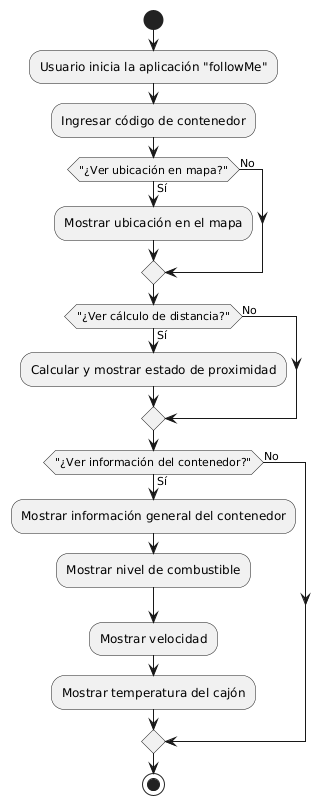 Usuario inicia la aplicación "followMe"
Ingresar código de contenedor
"¿Ver ubicación en mapa?"
No
Sí
Mostrar ubicación en el mapa
"¿Ver cálculo de distancia?"
No
Sí
Calcular y mostrar estado de proximidad
"¿Ver información del contenedor?"
No
Sí
Mostrar información general del contenedor
Mostrar nivel de combustible
Mostrar velocidad
Mostrar temperatura del cajón